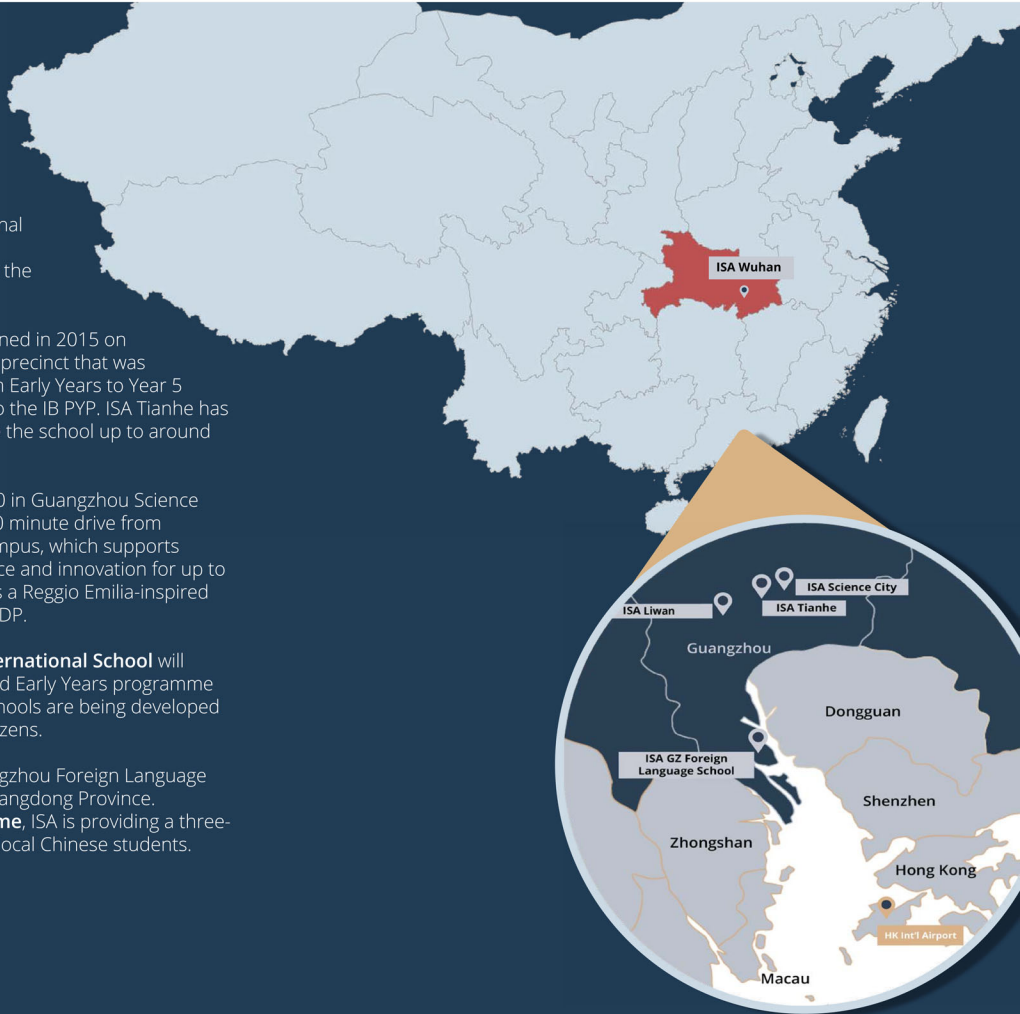 nal
the
ned in 2015 on
precinct that was
Early Years to Year 5
the IB PYP. ISA Tianhe has
the school up to around
0 in Guangzhou Science
0 minute drive from
mpus, which supports
ce and innovation for up to
s a Reggio Emilia-inspired
DP.
ernational School will
d Early Years programme
hools are being developed
zens.
gzhou Foreign Language
angdong Province.
me, ISA is providing a three-
ocal Chinese students.
ISA Wuhan
ISA Science City
ISA Liwan
ISA Tianhe
Guangzhou
Dongguan
ISA GZ Foreign
Language School
Shenzhen
Zhongshan
Hong Kong
HK Int'l Airport
Macau